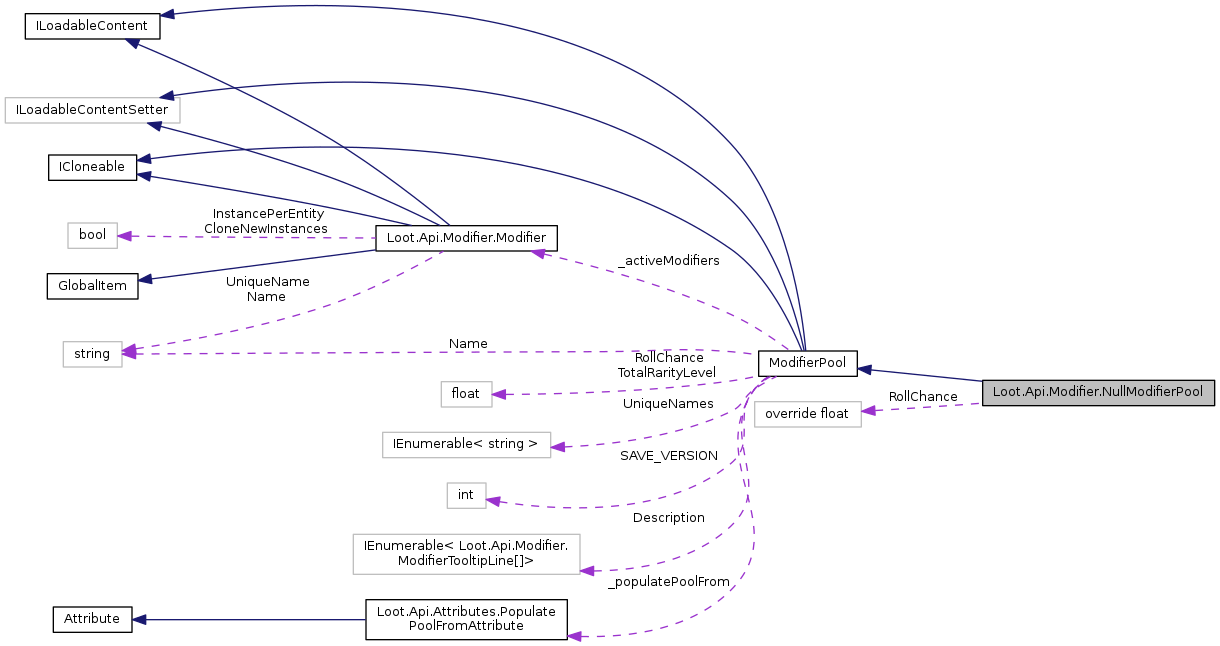 ILoadableContent
ILoadableContentSetter
ICloneable
InstancePerEntity
CloneNewInstances
bool
Loot.Api.Modifier.Modifier
_activeModifiers
GlobalItem
UniqueName
Name
string
Name
RollChance
TotalRarityLevel
ModifierPool
float
Loot.Api.Modifier.NullModifierPool
RollChance
UniqueNames
override float
IEnumerable< string >
SAVE_VERSION
int
Description
IEnumerable< Loot.Api.Modifier.
ModifierTooltipLine[]>
_populatePoolFrom
Attribute
Loot.Api.Attributes.Populate
PoolFromAttribute